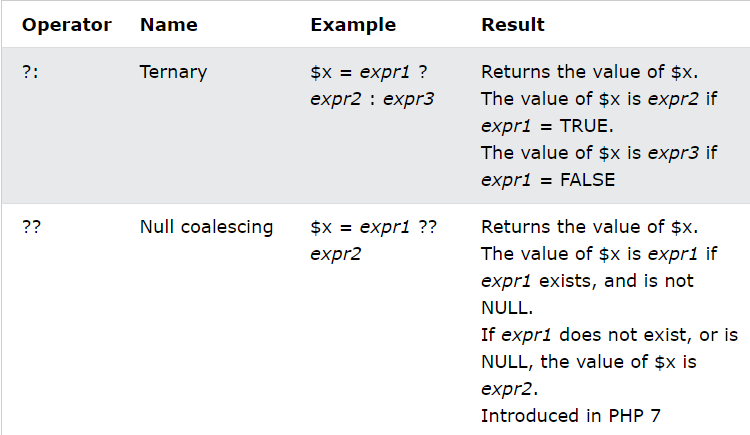 Operator Name Example Result
?: Ternary $x = expr1 ? Returns the value of $x.
expr2 : expr3 The value of $x is expr2 if
expr1 = TRUE.
The value of $x is expr3 if
expr1 = FALSE
?? Null coalescing $x = expr1 ?? Returns the value of $x.
expr2 The value of $x is expr1 if
expr1 exists, and is not
NULL.
If expr1 does not exist, or is
NULL, the value of $x is
expr2.
Introduced in PHP 7